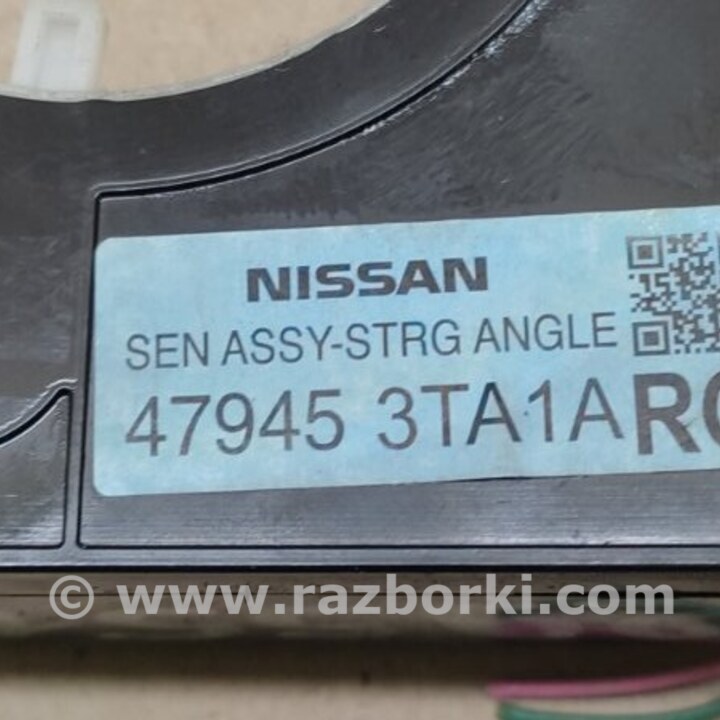 NISSAN
SEN ASSY-STRG ANGLE
47945 3TA1A
© www.razborki.com